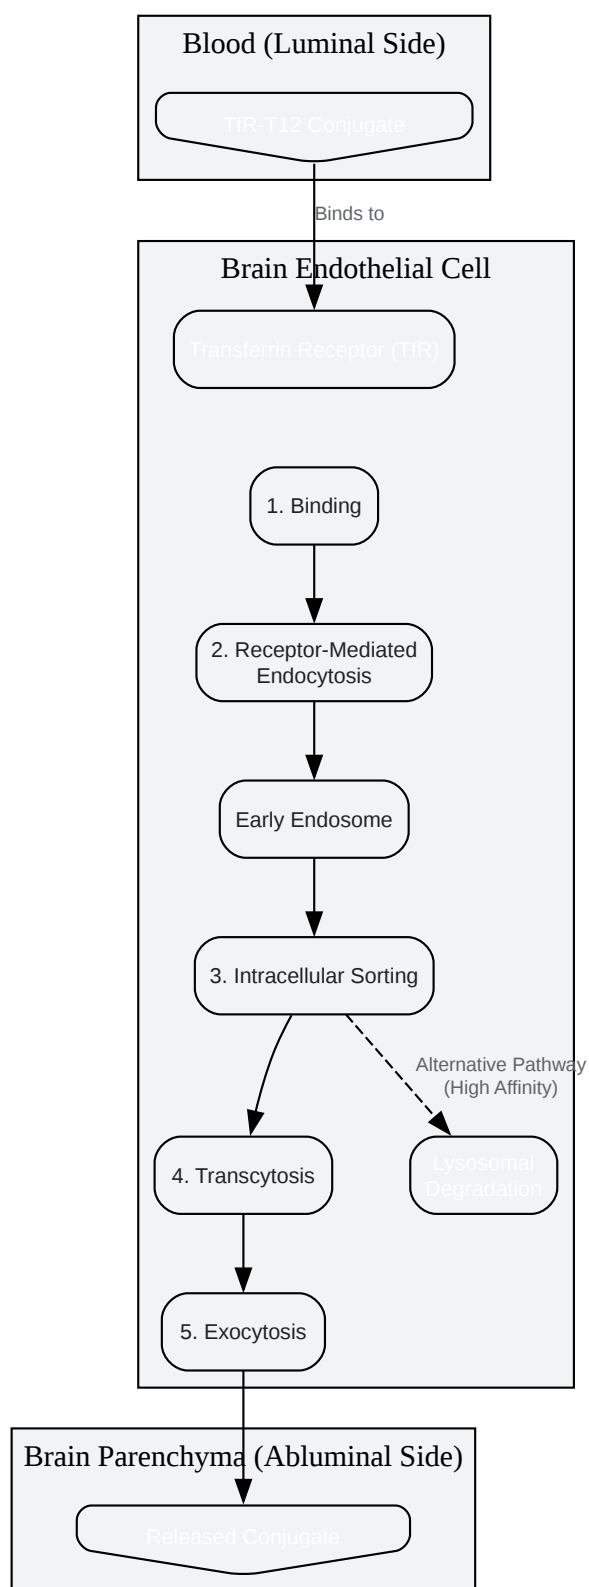 Blood (Luminal Side)
TfR-T12 Conjugate
Binds to
Brain Endothelial Cell
Transferrin Receptor (TfR)
1. Binding
2. Receptor-Mediated
Endocytosis
Early Endosome
3. Intracellular Sorting
Alternative Pathway
(High Affinity)
4. Transcytosis
Lysosomal
Degradation
5. Exocytosis
Brain Parenchyma (Abluminal Side)
Released Conjugate